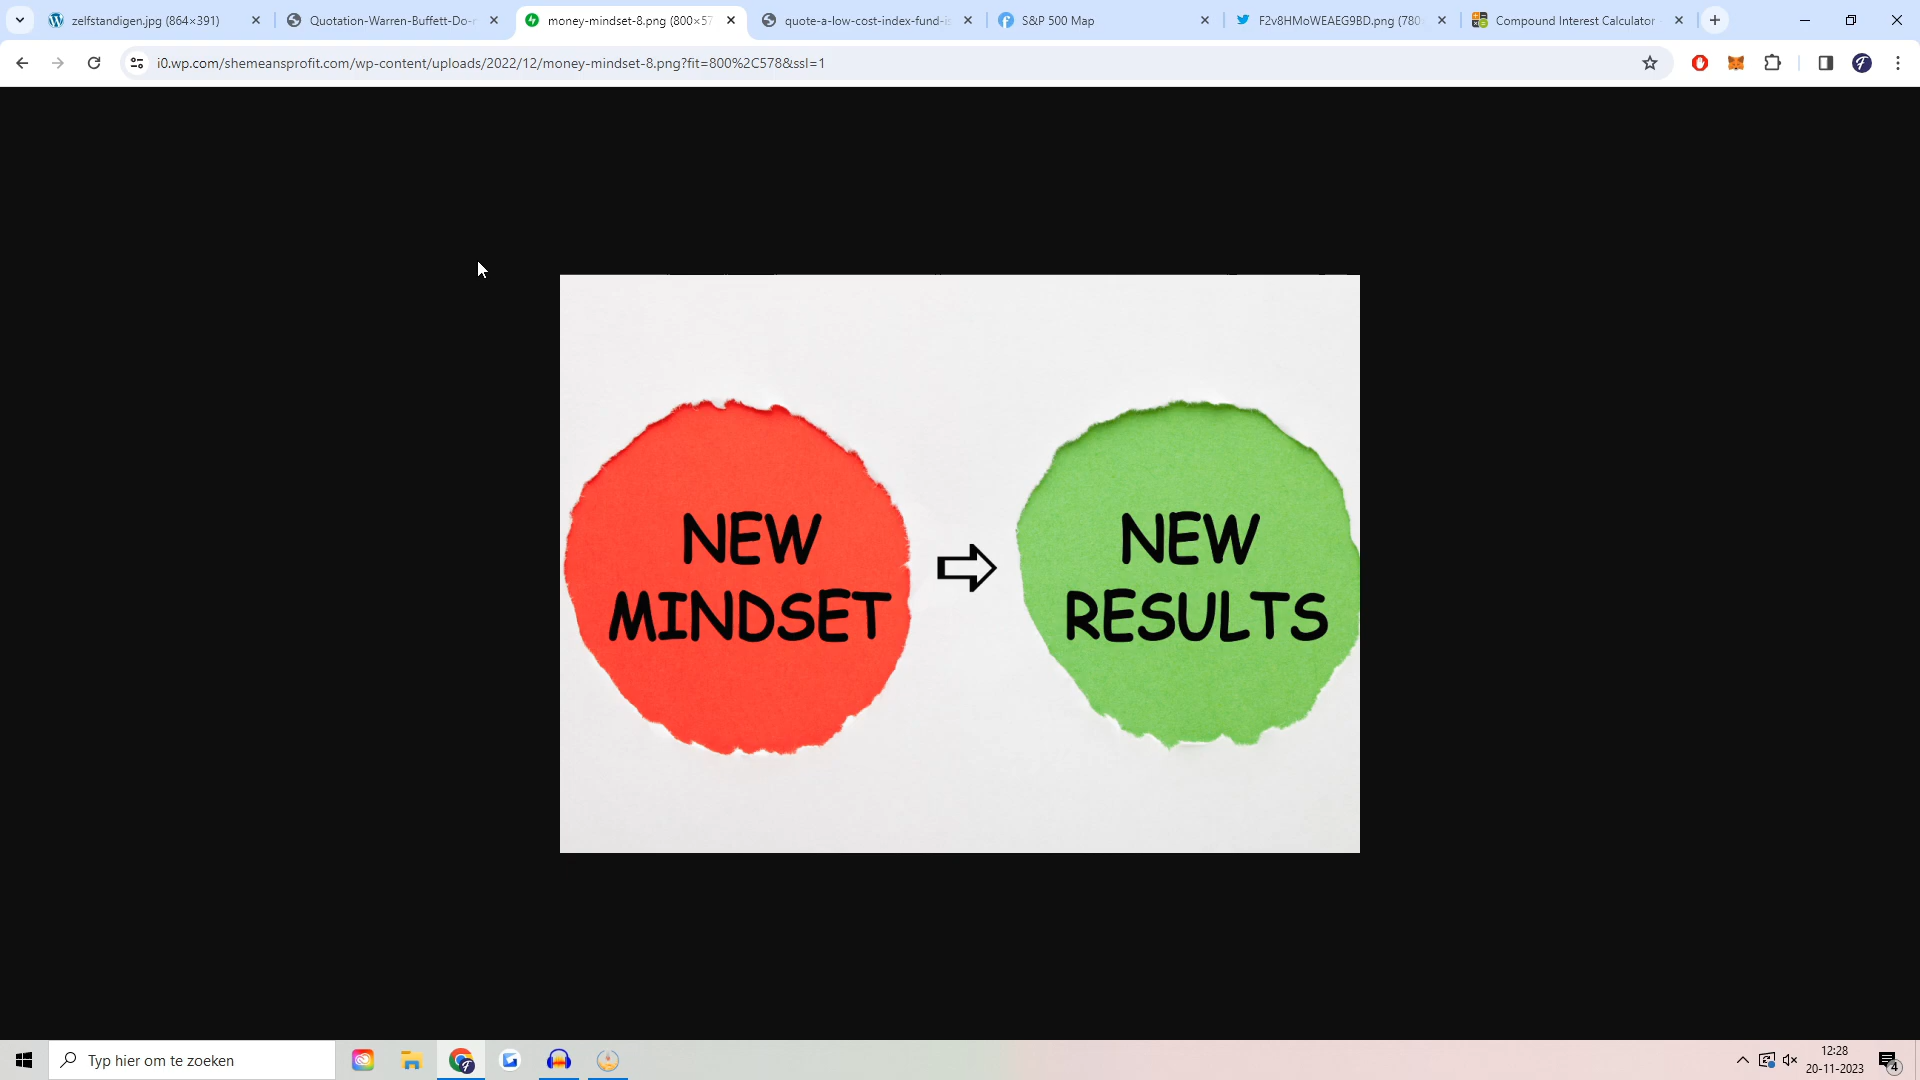 zelfstandigen.jpg (864×391)
Quotation-Warren-Buffett-Do-n
money-mindset-8.png (800×57
quote-a-low-cost-index-fund-is
S&P 500 Map
F2v8HMoWEAEG9BD.png (780
Compound Interest Calculator
i0.wp.com/shemeansprofit.com/wp-content/uploads/2022/12/money-mindset-8.png?fit=800%2C578&ssl=1
NEW
MINDSET
NEW
RESULTS
Typ hier om te zoeken
12:28
20-11-2023
4